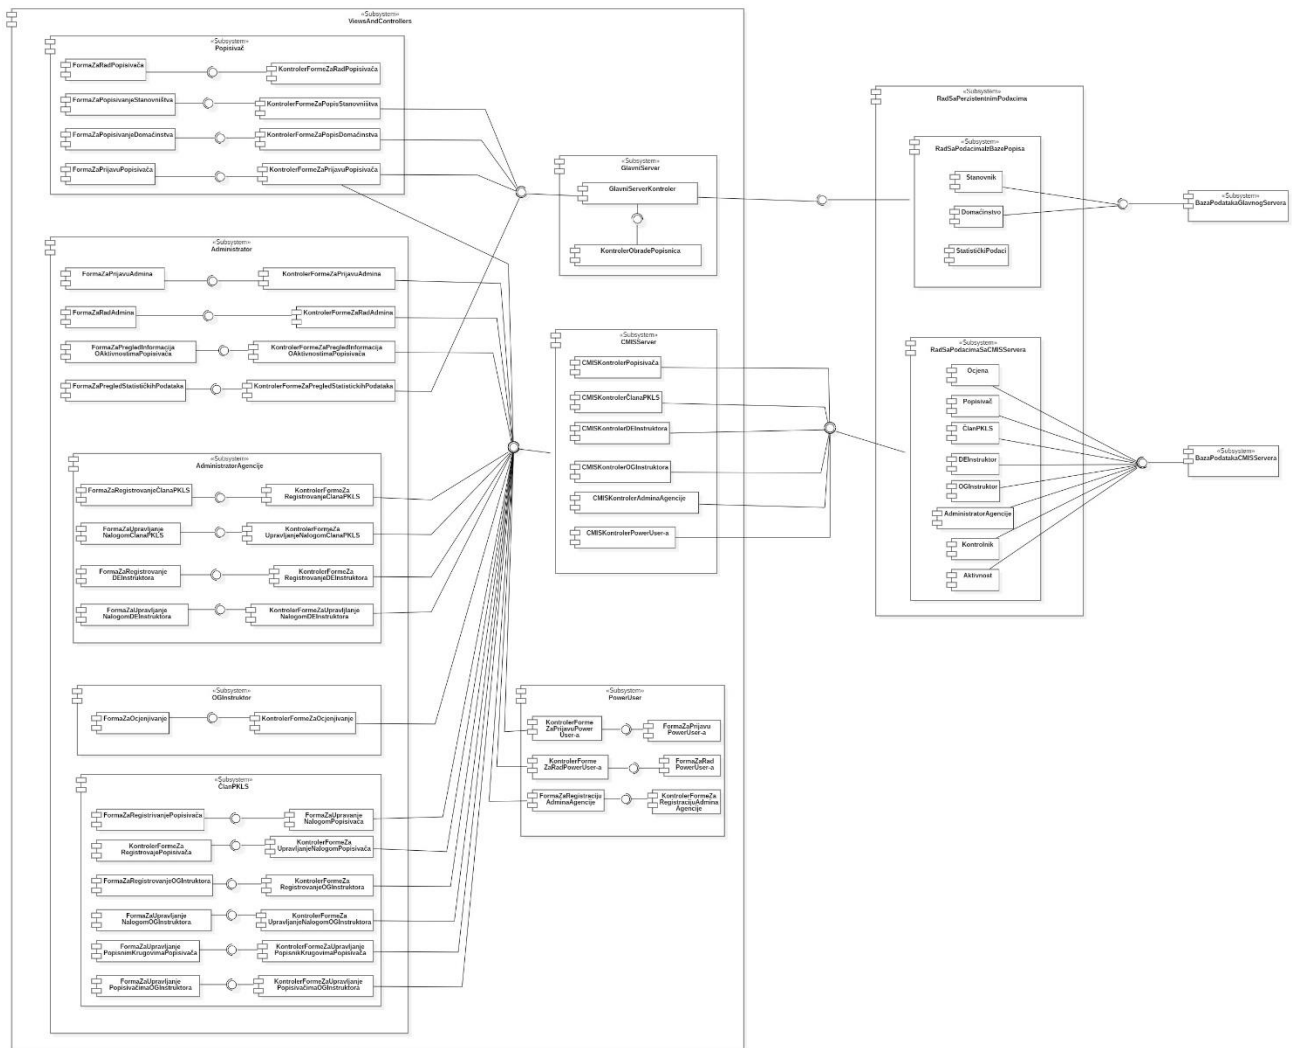 «Subsystem»
ViewsAndControllers
«Subsystem»
Popisivač
FormaZaRadPopisivača
KontrolerFormeZaRadPopisivača
FormaZaPopisivanjeStanovništva
KontrolerFormeZaPopisStanovništva
FormaZaPopisivanjeDomaćinstva
KontrolerFormeZaPopisDomaćinstva
FormaZaPrijavuPopisivača
KontrolerFormeZaPrijavuPopisivača
«Subsystem»
Administrator
FormaZaPrijavuAdmina
KontrolerFormeZaPrijavuAdmina
FormaZaRadAdmina
KontrolerFormeZaRadAdmina
FormaZaPregledInformacija
OAktivnostimaPopisivača
KontrolerFormeZaPregledInformacija
OAktivnostimaPopisivača
FormaZaPregledStatističkihPodataka
KontrolerFormeZaPregledStatistickihPodataka
«Subsystem»
AdministratorAgencije
FormaZaRegistrovanjeČlanaPKLS
KontrolerFormeZa
RegistrovanjeČlanaPKLS
FormaZaUpravljanje
NalogomČlanaPKLS
KontrolerFormeZa
UpravljanjeNalogomČlanaPKLS
FormaZaRegistrovanje
DEInstruktora
KontrolerFormeZa
RegistrovanjeDEInstruktora
FormaZaUpravljanje
NalogomDEInstruktora
KontrolerFormeZaUpravljanje
NalogomDEInstruktora
«Subsystem»
OGInstruktor
FormaZaOcjenjivanje
KontrolerFormeZaOcjenjivanje
«Subsystem»
ČlanPKLS
FormaZaRegistrivanjePopisivača
FormaZaUpravanje
NalogomPopisivača
KontrolerFormeZa
RegistrovajePopisivača
KontrolerFormeZa
UpravljanjeNalogomPopisivača
FormaZaRegistrovanjeOGIntruktora
KontrolerFormeZa
RegistrovanjeOGInstruktora
FormaZaUpravljanje
NalogomOGInstruktora
KontrolerFormeZa
UpravljanjeNalogomOGInstruktora
FormaZaUpravljanje
PopisnimKrugovimaPopisivača
KontrolerFormeZaUpravljanje
PopisnikKrugovimaPopisivača
FormaZaUpravljanje
PopisivačimaOGInstruktora
KontrolerFormeZaUpravljanje
PopisivačimaOGInstruktora
«Subsystem»
GlavniServer
GlavniServerKontroler
KontrolerObradePopisnica
«Subsystem»
CMISServer
CMISKontrolerPopisivača
CMISKontrolerČlanaPKLS
CMISKontrolerDEInstruktora
CMISKontrolerOGInstruktora
CMISKontrolerAdminaAgencije
CMISKontrolerPowerUser-a
«Subsystem»
PowerUser
KontrolerForme
ZaPrijavuPower
User-a
FormaZaPrijavu
PowerUser-a
KontrolerForme
ZaRadPowerUser-a
FormaZaRad
PowerUser-a
FormaZaRegistraciju
AdminaAgencije
KontrolerFormeZa
RegistracijuAdmina
Agencije
«Subsystem»
RadSaPerzistentnimPodacima
«Subsystem»
RadSaPodacimaIzBazePopisa
Stanovnik
Domaćinstvo
StatističkiPodaci
«Subsystem»
RadSaPodacimaSaCMISServera
Ocjena
Popisivač
ČlanPKLS
DEInstruktor
OGInstruktor
AdministratorAgencije
Kontrolnik
Aktivnost
«Subsystem»
BazaPodatakaGlavnogServera
«Subsystem»
BazaPodatakaCMISServera